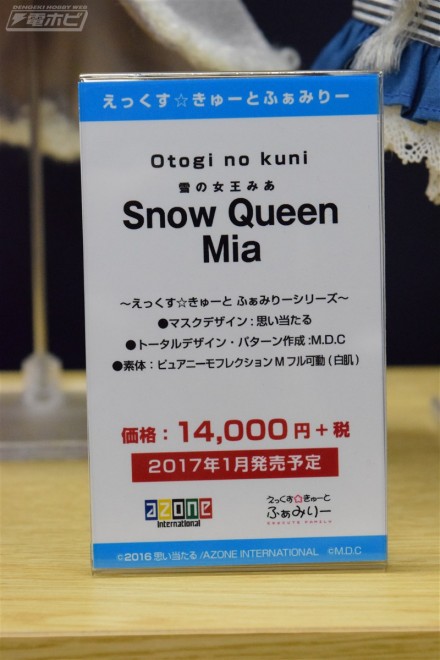 DENGEKI HOBBY WEB
電ホビ
えっくす☆きゅーとふぁみりー
Otogi no kuni
雪の女王みあ
Snow Queen
Mia
～えっくす☆きゅーと ふぁみりーシリーズ～
●マスクデザイン:思い当たる
●トータルデザイン・パターン作成:M.D.C
●素体:ピュアニーモフレクションMフル可動(白肌)
価格:14,000円+税
2017年1月発売予定
azone
international
えっくす☆きゅーと
ふぁみりー
EXCUTE FAMILY
©2016 思い当たる/AZONE INTERNATIONAL ©M.D.C